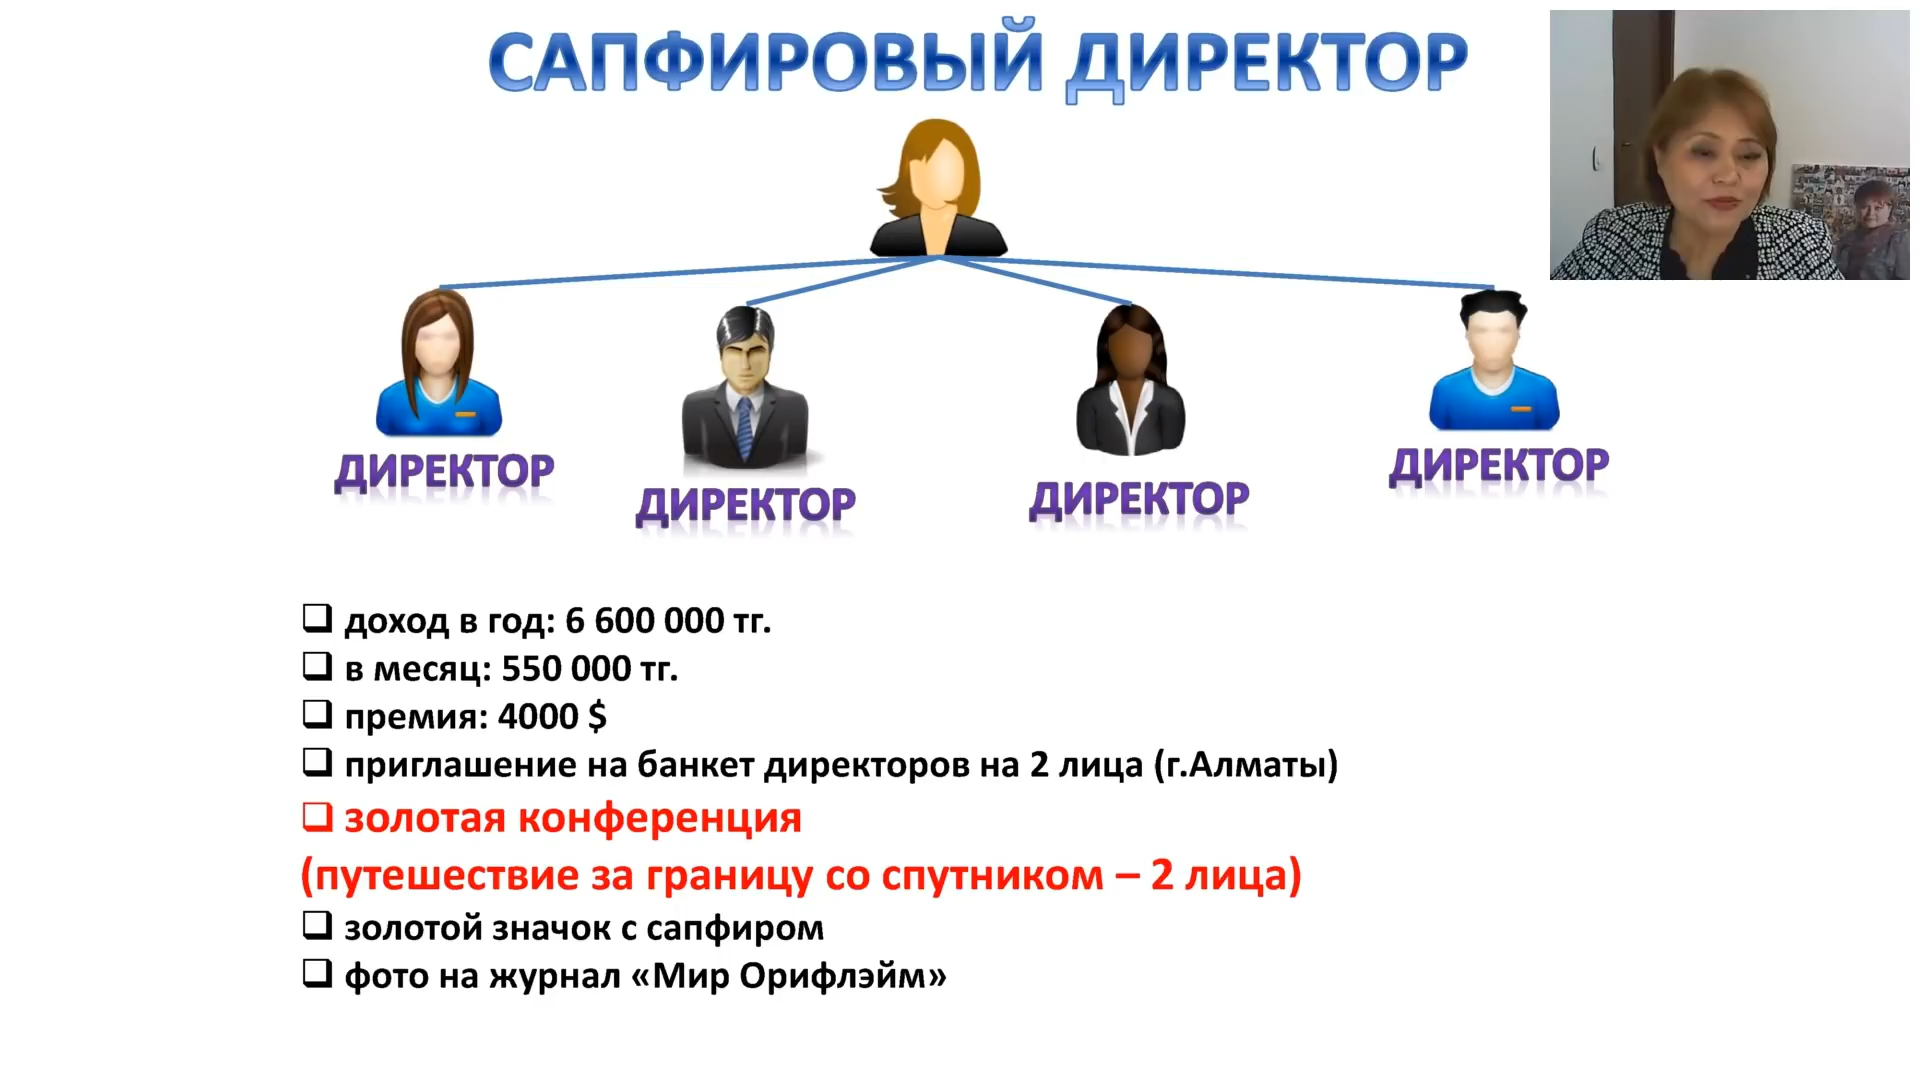 САПФИРОВЫЙ ДИРЕКТОР
ДИРЕКТОР
ДИРЕКТОР
ДИРЕКТОР
ДИРЕКТОР
доход в год: 6 600 000 тг.
в месяц: 550 000 тг.
премия: 4000 $
приглашение на банкет директоров на 2 лица (г.Алматы)
золотая конференция
(путешествие за границу со спутником – 2 лица)
золотой значок с сапфиром
фото на журнал «Мир Орифлэйм»